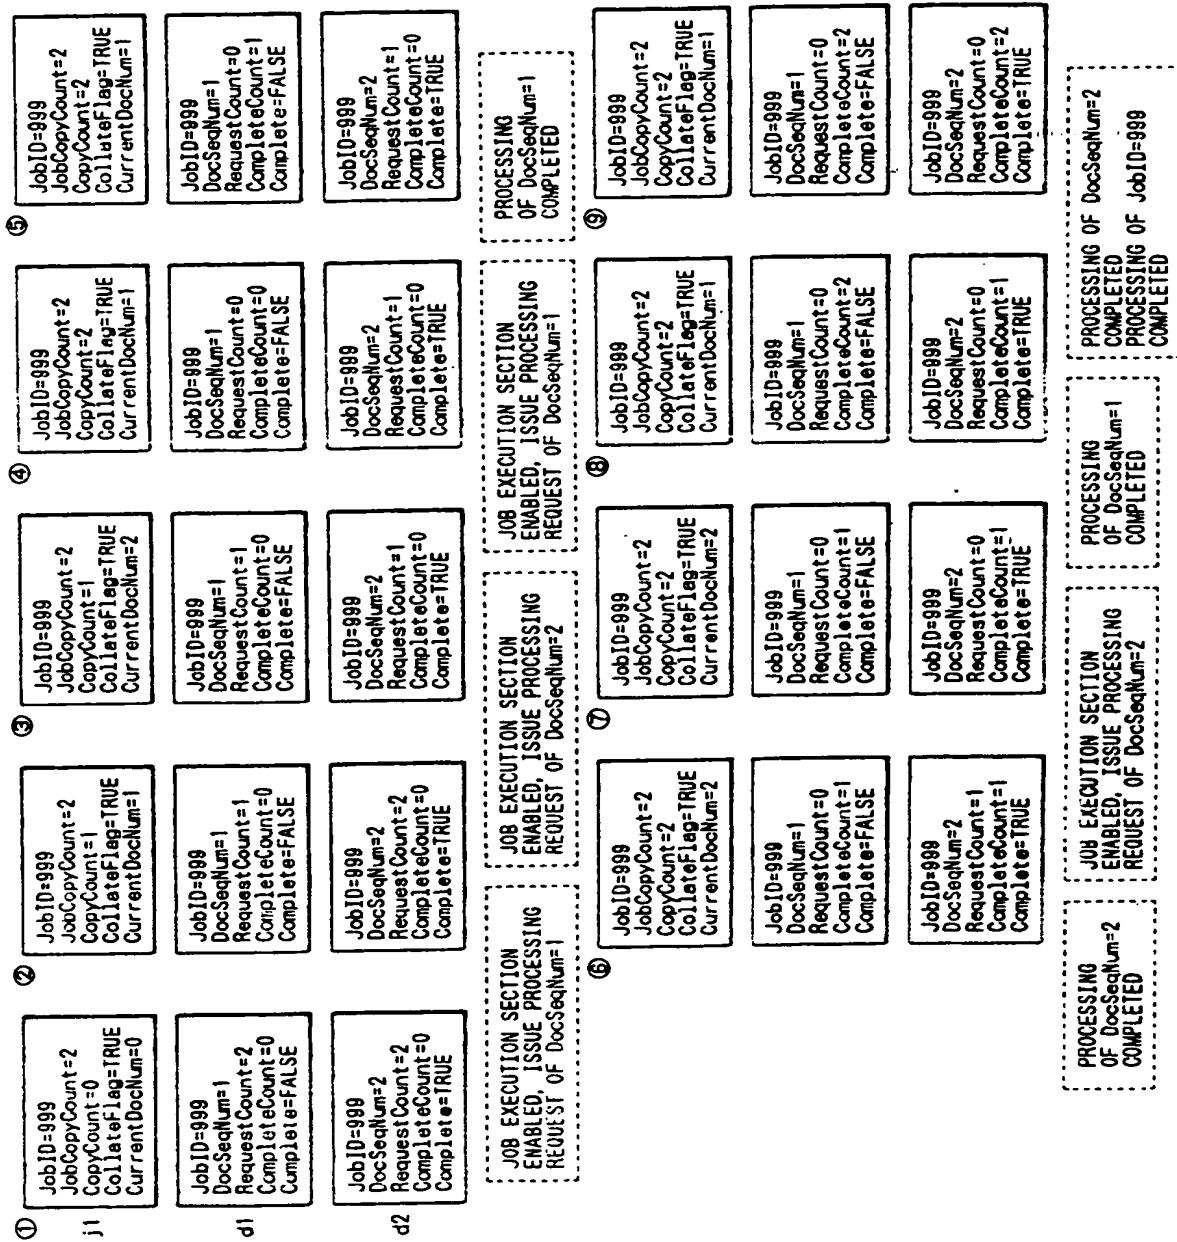 ①
j1
JobID=999
JobCopyCount=2
CopyCount=0
CollateFlag=TRUE
CurrentDocNum=0
d1
JobID=999
DocSeqNum=1
RequestCount=2
CompleteCount=0
Complete=FALSE
d2
JobID=999
DocSeqNum=2
RequestCount=2
CompleteCount=0
Complete=TRUE
JOB EXECUTION SECTION
ENABLED, ISSUE PROCESSING
REQUEST OF DocSeqNum=1
②
JobID=999
JobCopyCount=2
CopyCount=1
CollateFlag=TRUE
CurrentDocNum=1
JobID=999
DocSeqNum=1
RequestCount=1
CompleteCount=0
Complete=FALSE
JobID=999
DocSeqNum=2
RequestCount=2
CompleteCount=0
Complete=TRUE
JOB EXECUTION SECTION
ENABLED, ISSUE PROCESSING
REQUEST OF DocSeqNum=2
③
JobID=999
JobCopyCount=2
CopyCount=1
CollateFlag=TRUE
CurrentDocNum=2
JobID=999
DocSeqNum=1
RequestCount=1
CompleteCount=0
Complete=FALSE
JobID=999
DocSeqNum=2
RequestCount=1
CompleteCount=0
Complete=TRUE
JOB EXECUTION SECTION
ENABLED, ISSUE PROCESSING
REQUEST OF DocSeqNum=1
④
JobID=999
JobCopyCount=2
CopyCount=2
CollateFlag=TRUE
CurrentDocNum=1
JobID=999
DocSeqNum=1
RequestCount=0
CompleteCount=0
Complete=FALSE
JobID=999
DocSeqNum=2
RequestCount=1
CompleteCount=0
Complete=TRUE
PROCESSING
OF DocSeqNum=1
COMPLETED
⑤
JobID=999
JobCopyCount=2
CopyCount=2
CollateFlag=TRUE
CurrentDocNum=1
JobID=999
DocSeqNum=1
RequestCount=0
CompleteCount=1
Complete=FALSE
JobID=999
DocSeqNum=2
RequestCount=1
CompleteCount=0
Complete=TRUE
PROCESSING
OF DocSeqNum=2
COMPLETED
⑥
JobID=999
JobCopyCount=2
CopyCount=2
CollateFlag=TRUE
CurrentDocNum=2
JobID=999
DocSeqNum=1
RequestCount=0
CompleteCount=1
Complete=FALSE
JobID=999
DocSeqNum=2
RequestCount=1
CompleteCount=1
Complete=TRUE
JOB EXECUTION SECTION
ENABLED, ISSUE PROCESSING
REQUEST OF DocSeqNum=2
⑦
JobID=999
JobCopyCount=2
CopyCount=2
CollateFlag=TRUE
CurrentDocNum=2
JobID=999
DocSeqNum=1
RequestCount=0
CompleteCount=1
Complete=FALSE
JobID=999
DocSeqNum=2
RequestCount=0
CompleteCount=1
Complete=TRUE
PROCESSING
OF DocSeqNum=1
COMPLETED
⑧
JobID=999
JobCopyCount=2
CopyCount=2
CollateFlag=TRUE
CurrentDocNum=1
JobID=999
DocSeqNum=1
RequestCount=0
CompleteCount=2
Complete=FALSE
JobID=999
DocSeqNum=2
RequestCount=0
CompleteCount=1
Complete=TRUE
PROCESSING OF DocSeqNum=2
COMPLETED
PROCESSING OF JobID=999
COMPLETED
⑨
JobID=999
JobCopyCount=2
CopyCount=2
CollateFlag=TRUE
CurrentDocNum=1
JobID=999
DocSeqNum=1
RequestCount=0
CompleteCount=2
Complete=FALSE
JobID=999
DocSeqNum=2
RequestCount=0
CompleteCount=2
Complete=TRUE